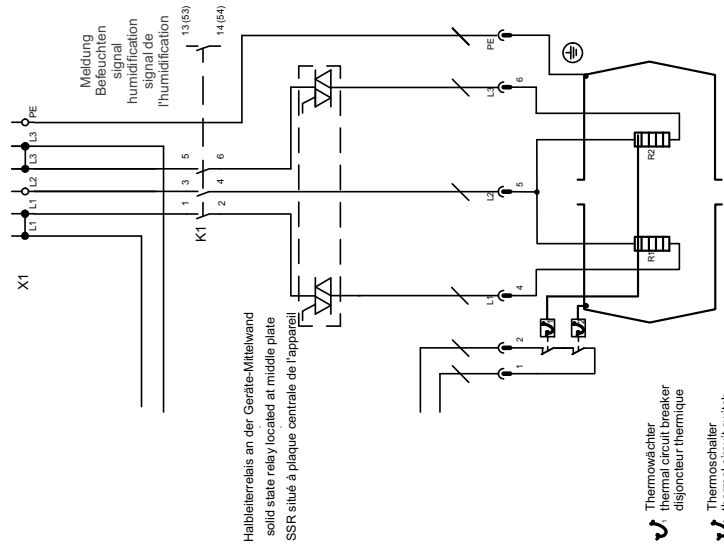 X1
L1
L1
L2
L3
L3
PE
Meldung
Befeuchten
signal
humidification
signal de
l'humidification
13 (53)
14 (54)
K1
1
3
5
2
4
6
Halbleiterrelais an der Geräte-Mittelwand
solid state relay located at middle plate
SSR situé à plaque centrale de l'appareil
L1
L2
L3
PE
1
2
4
5
6
R1
R2
Thermowächter
thermal circuit breaker
disjoncteur thermique
Thermoschalter
thermal circuit switch